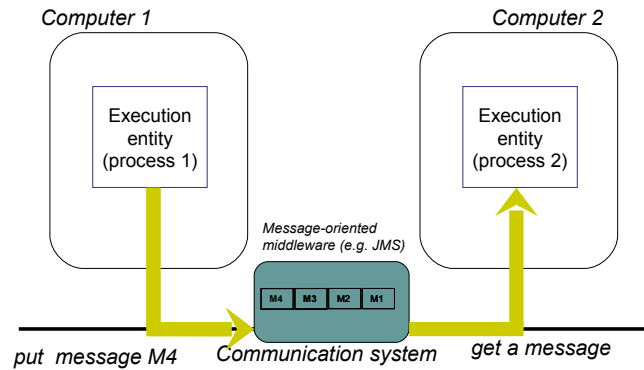 Computer 1
Computer 2
Execution
entity
(process 1)
Execution
entity
(process 2)
Message-oriented
middleware (e.g. JMS)
M4 M3 M2 M1
put message M4
Communication system
get a message